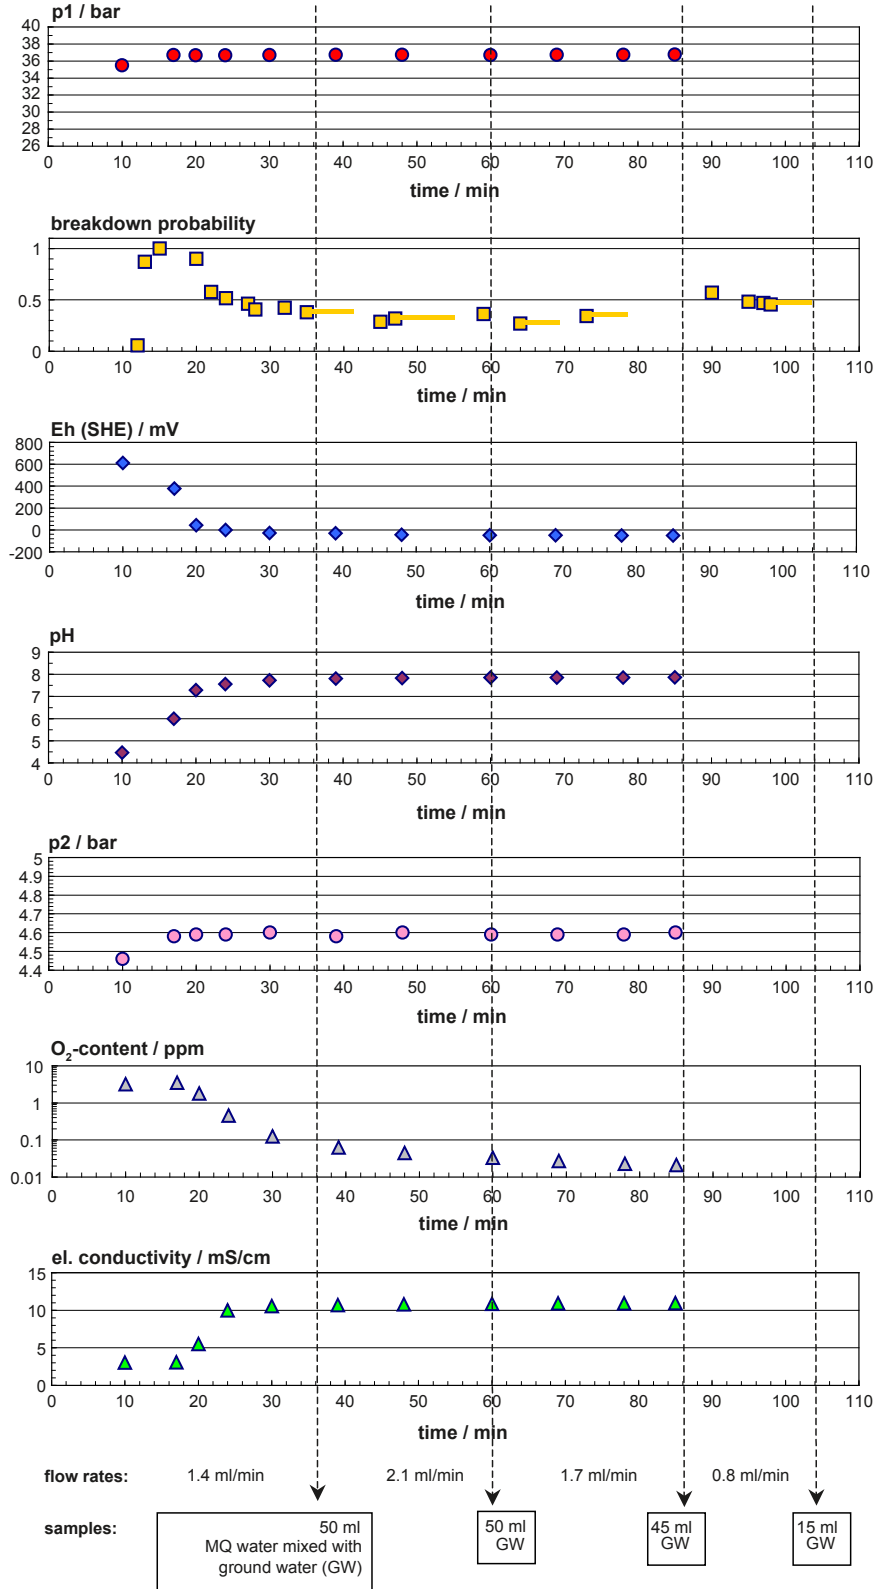 p1 / bar
40
38
36
34
32
30
28
26
0 10 20 30 40 50 60 70 80 90 100 110
time / min
breakdown probability
1
0.5
0
0 10 20 30 40 50 60 70 80 90 100 110
time / min
Eh (SHE) / mV
800
600
400
200
0
-200
0 10 20 30 40 50 60 70 80 90 100 110
time / min
pH
9
8
7
6
5
4
0 10 20 30 40 50 60 70 80 90 100 110
time / min
p2 / bar
5
4.9
4.8
4.7
4.6
4.5
4.4
0 10 20 30 40 50 60 70 80 90 100 110
time / min
O₂-content / ppm
10
1
0.1
0.01
0 10 20 30 40 50 60 70 80 90 100 110
time / min
el. conductivity / mS/cm
15
10
5
0
0 10 20 30 40 50 60 70 80 90 100 110
time / min
flow rates: 1.4 ml/min 2.1 ml/min 1.7 ml/min 0.8 ml/min
samples:
50 ml
MQ water mixed with
ground water (GW)
50 ml
GW
45 ml
GW
15 ml
GW